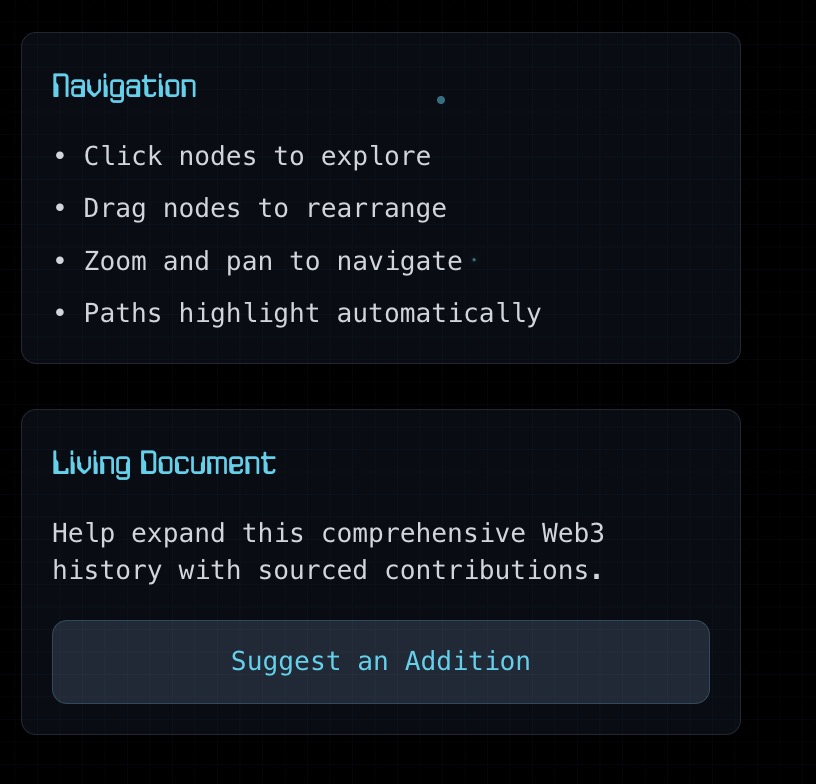 Navigation
• Click nodes to explore
• Drag nodes to rearrange
• Zoom and pan to navigate
• Paths highlight automatically
Living Document
Help expand this comprehensive Web3
history with sourced contributions.
Suggest an Addition